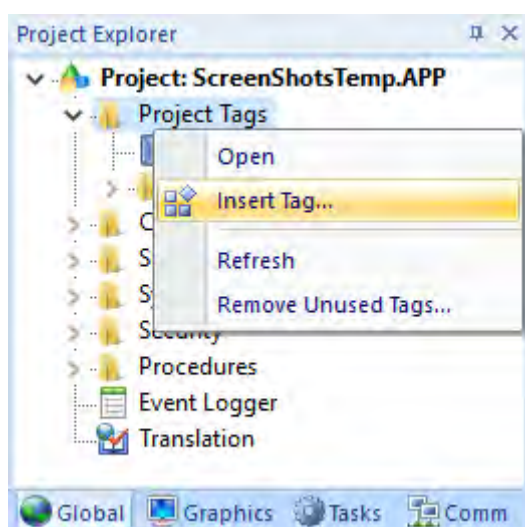 Project Explorer
Project: ScreenShotsTemp.APP
Project Tags
Open
Insert Tag...
Refresh
Remove Unused Tags...
Security
Procedures
Event Logger
Translation
Global Graphics Tasks Comm